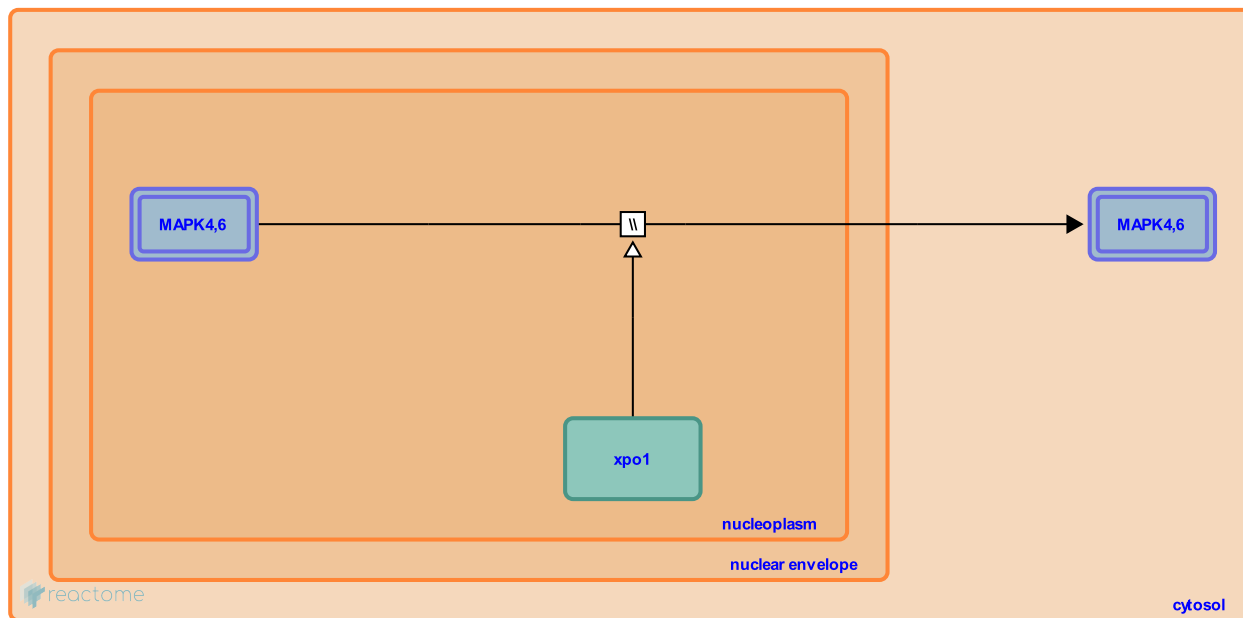 MAPK4,6
\\
MAPK4,6
xpo1
nucleoplasm
nuclear envelope
reactome
cytosol